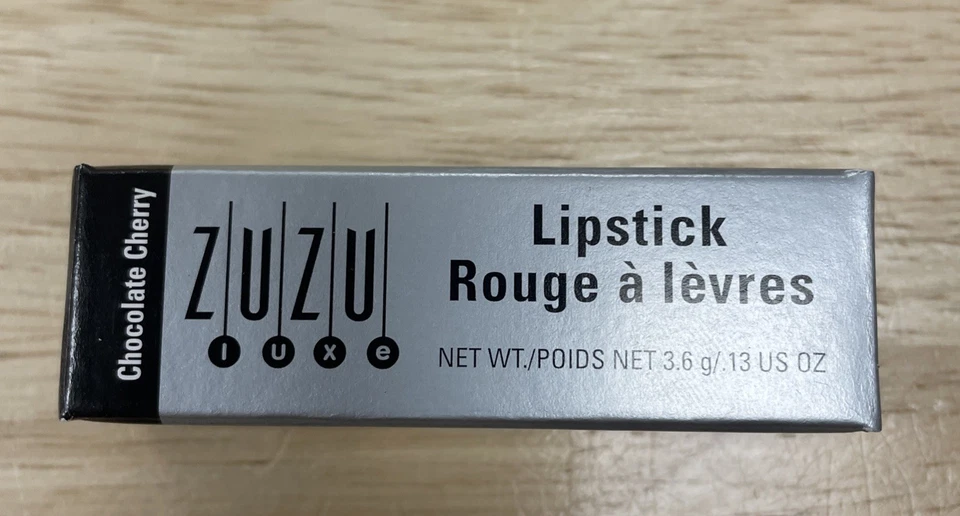 Chocolate Cherry
ZUZU
luxe
Lipstick
Rouge à lèvres
NET WT./POIDS NET 3.6 g/.13 US OZ